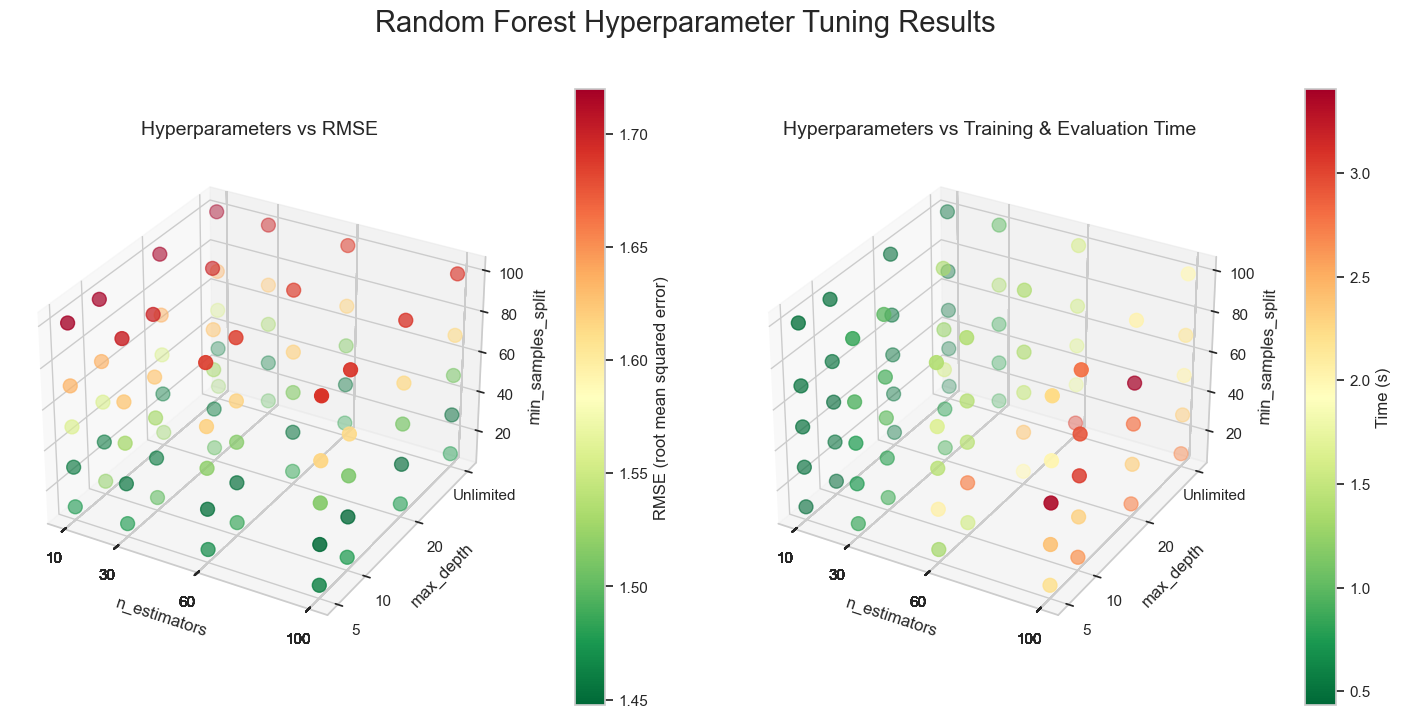 Random Forest Hyperparameter Tuning Results
Hyperparameters vs RMSE
100
80
60
40
20
min_samples_split
Unlimited
20
10
5
max_depth
10
30
60
100
n_estimators
1.70
1.65
1.60
1.55
1.50
1.45
RMSE (root mean squared error)
Hyperparameters vs Training & Evaluation Time
100
80
60
40
20
min_samples_split
Unlimited
20
10
5
max_depth
10
30
60
100
n_estimators
3.0
2.5
2.0
1.5
1.0
0.5
Time (s)